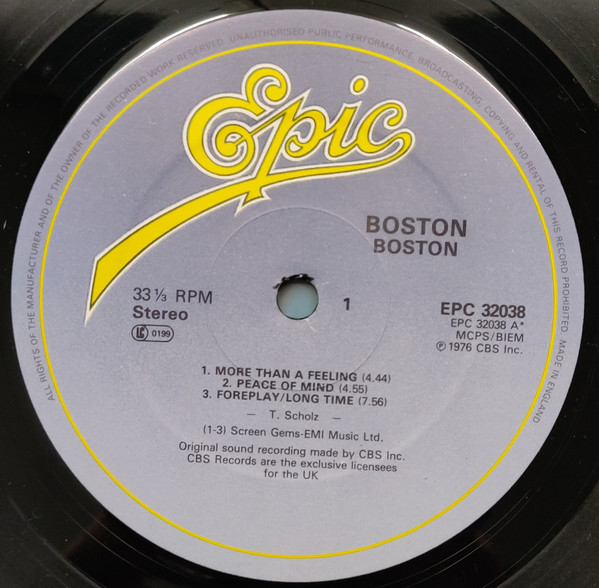 ALL RIGHTS OF THE MANUFACTURER AND OF THE OWNER OF THE RECORDED WORK RESERVED. UNAUTHORISED PUBLIC PERFORMANCE, BROADCASTING, COPYING AND RENTAL OF THIS RECORD PROHIBITED. MADE IN ENGLAND
Epic
BOSTON
BOSTON
33⅓ RPM
Stereo
LC 0199
1
EPC 32038
EPC 32038 A*
MCPS/BIEM
℗ 1976 CBS Inc.
1. MORE THAN A FEELING (4.44)
2. PEACE OF MIND (4.55)
3. FOREPLAY/LONG TIME (7.56)
— T. Scholz —
(1-3) Screen Gems-EMI Music Ltd.
Original sound recording made by CBS Inc.
CBS Records are the exclusive licensees
for the UK